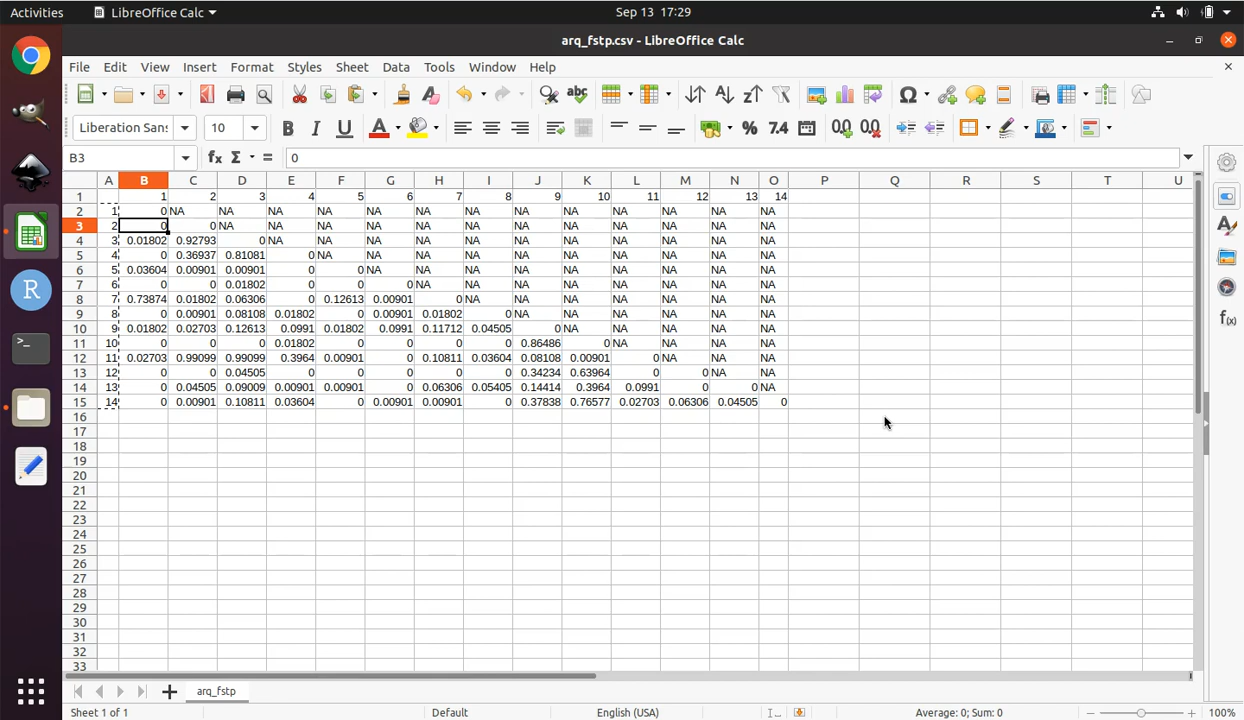 Activities LibreOffice Calc Sep 13 17:29
arq_fstp.csv - LibreOffice Calc
File Edit View Insert Format Styles Sheet Data Tools Window Help
Liberation Sans 10
B3 0
A B C D E F G H I J K L M N O P Q R S T U
1 1 2 3 4 5 6 7 8 9 10 11 12 13 14
2 1 0 NA NA NA NA NA NA NA NA NA NA NA NA NA
3 2 0 0 NA NA NA NA NA NA NA NA NA NA NA NA
4 3 0.01802 0.92793 0 NA NA NA NA NA NA NA NA NA NA NA
5 4 0 0.36937 0.81081 0 NA NA NA NA NA NA NA NA NA NA
6 5 0.03604 0.00901 0.00901 0 0 NA NA NA NA NA NA NA NA NA
7 6 0 0 0.01802 0 0 0 NA NA NA NA NA NA NA NA
8 7 0.73874 0.01802 0.06306 0 0.12613 0.00901 0 NA NA NA NA NA NA NA
9 8 0 0.00901 0.08108 0.01802 0 0.00901 0.01802 0 NA NA NA NA NA NA
10 9 0.01802 0.02703 0.12613 0.0991 0.01802 0.0991 0.11712 0.04505 0 NA NA NA NA NA
11 10 0 0 0 0.01802 0 0 0 0 0.86486 0 NA NA NA NA
12 11 0.02703 0.99099 0.99099 0.3964 0.00901 0 0.10811 0.03604 0.08108 0.00901 0 NA NA NA
13 12 0 0 0.04505 0 0 0 0 0 0.34234 0.63964 0 0 NA NA
14 13 0 0.04505 0.09009 0.00901 0.00901 0 0.06306 0.05405 0.14414 0.3964 0.0991 0 0 NA
15 14 0 0.00901 0.10811 0.03604 0 0.00901 0.00901 0 0.37838 0.76577 0.02703 0.06306 0.04505 0
16
17
18
19
20
21
22
23
24
25
26
27
28
29
30
31
32
33
arq_fstp
Sheet 1 of 1 Default English (USA) Average: 0; Sum: 0 100%